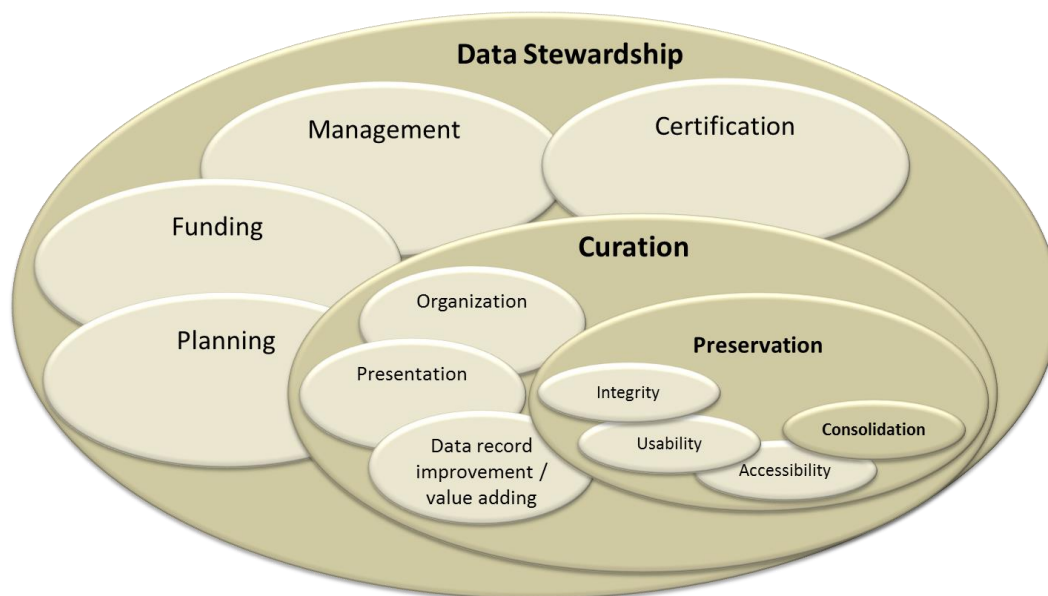 Data Stewardship
Management
Certification
Funding
Curation
Organization
Planning
Preservation
Presentation
Integrity
Consolidation
Data record
improvement /
value adding
Usability
Accessibility